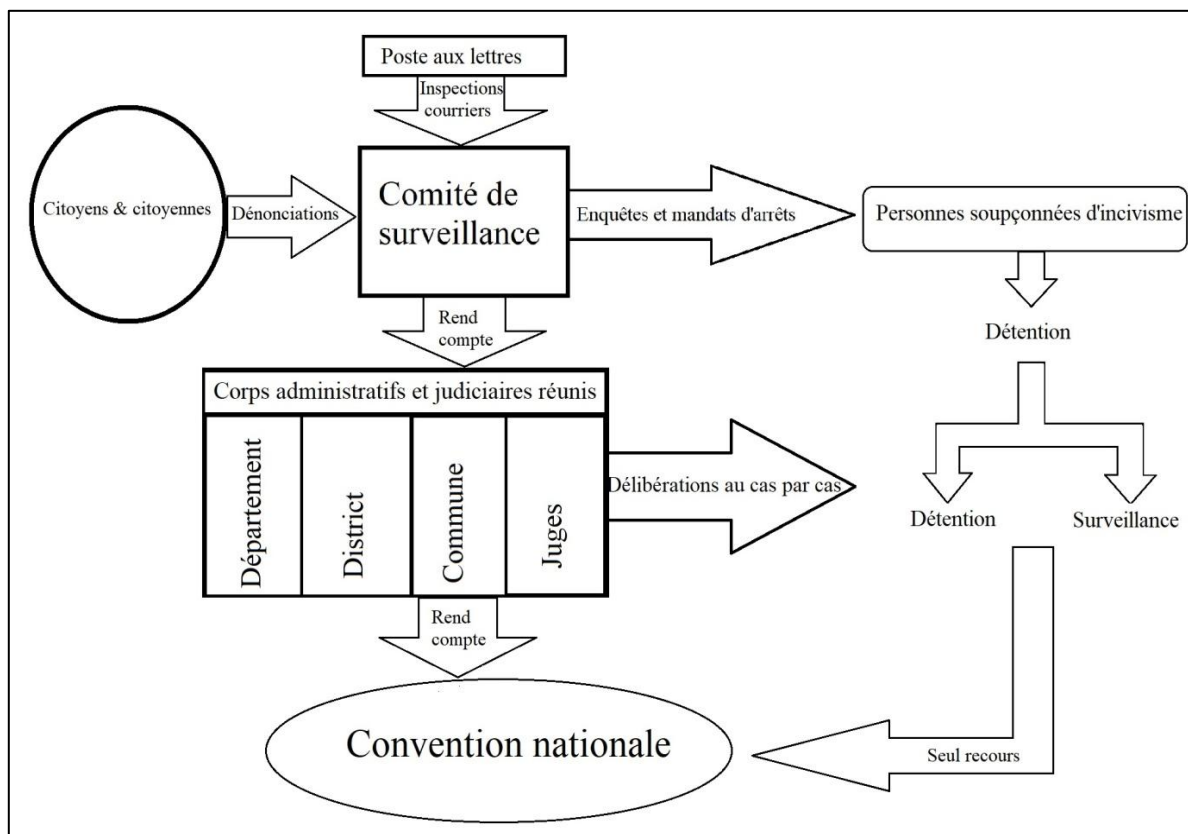 Poste aux lettres
Inspections
courriers
Citoyens & citoyennes
Dénonciations
Comité de
surveillance
Enquêtes et mandats d'arrêts
Personnes soupçonnées d'incivisme
Rend
compte
Détention
Corps administratifs et judiciaires réunis
Département
District
Commune
Juges
Délibérations au cas par cas
Détention
Surveillance
Rend
compte
Convention nationale
Seul recours